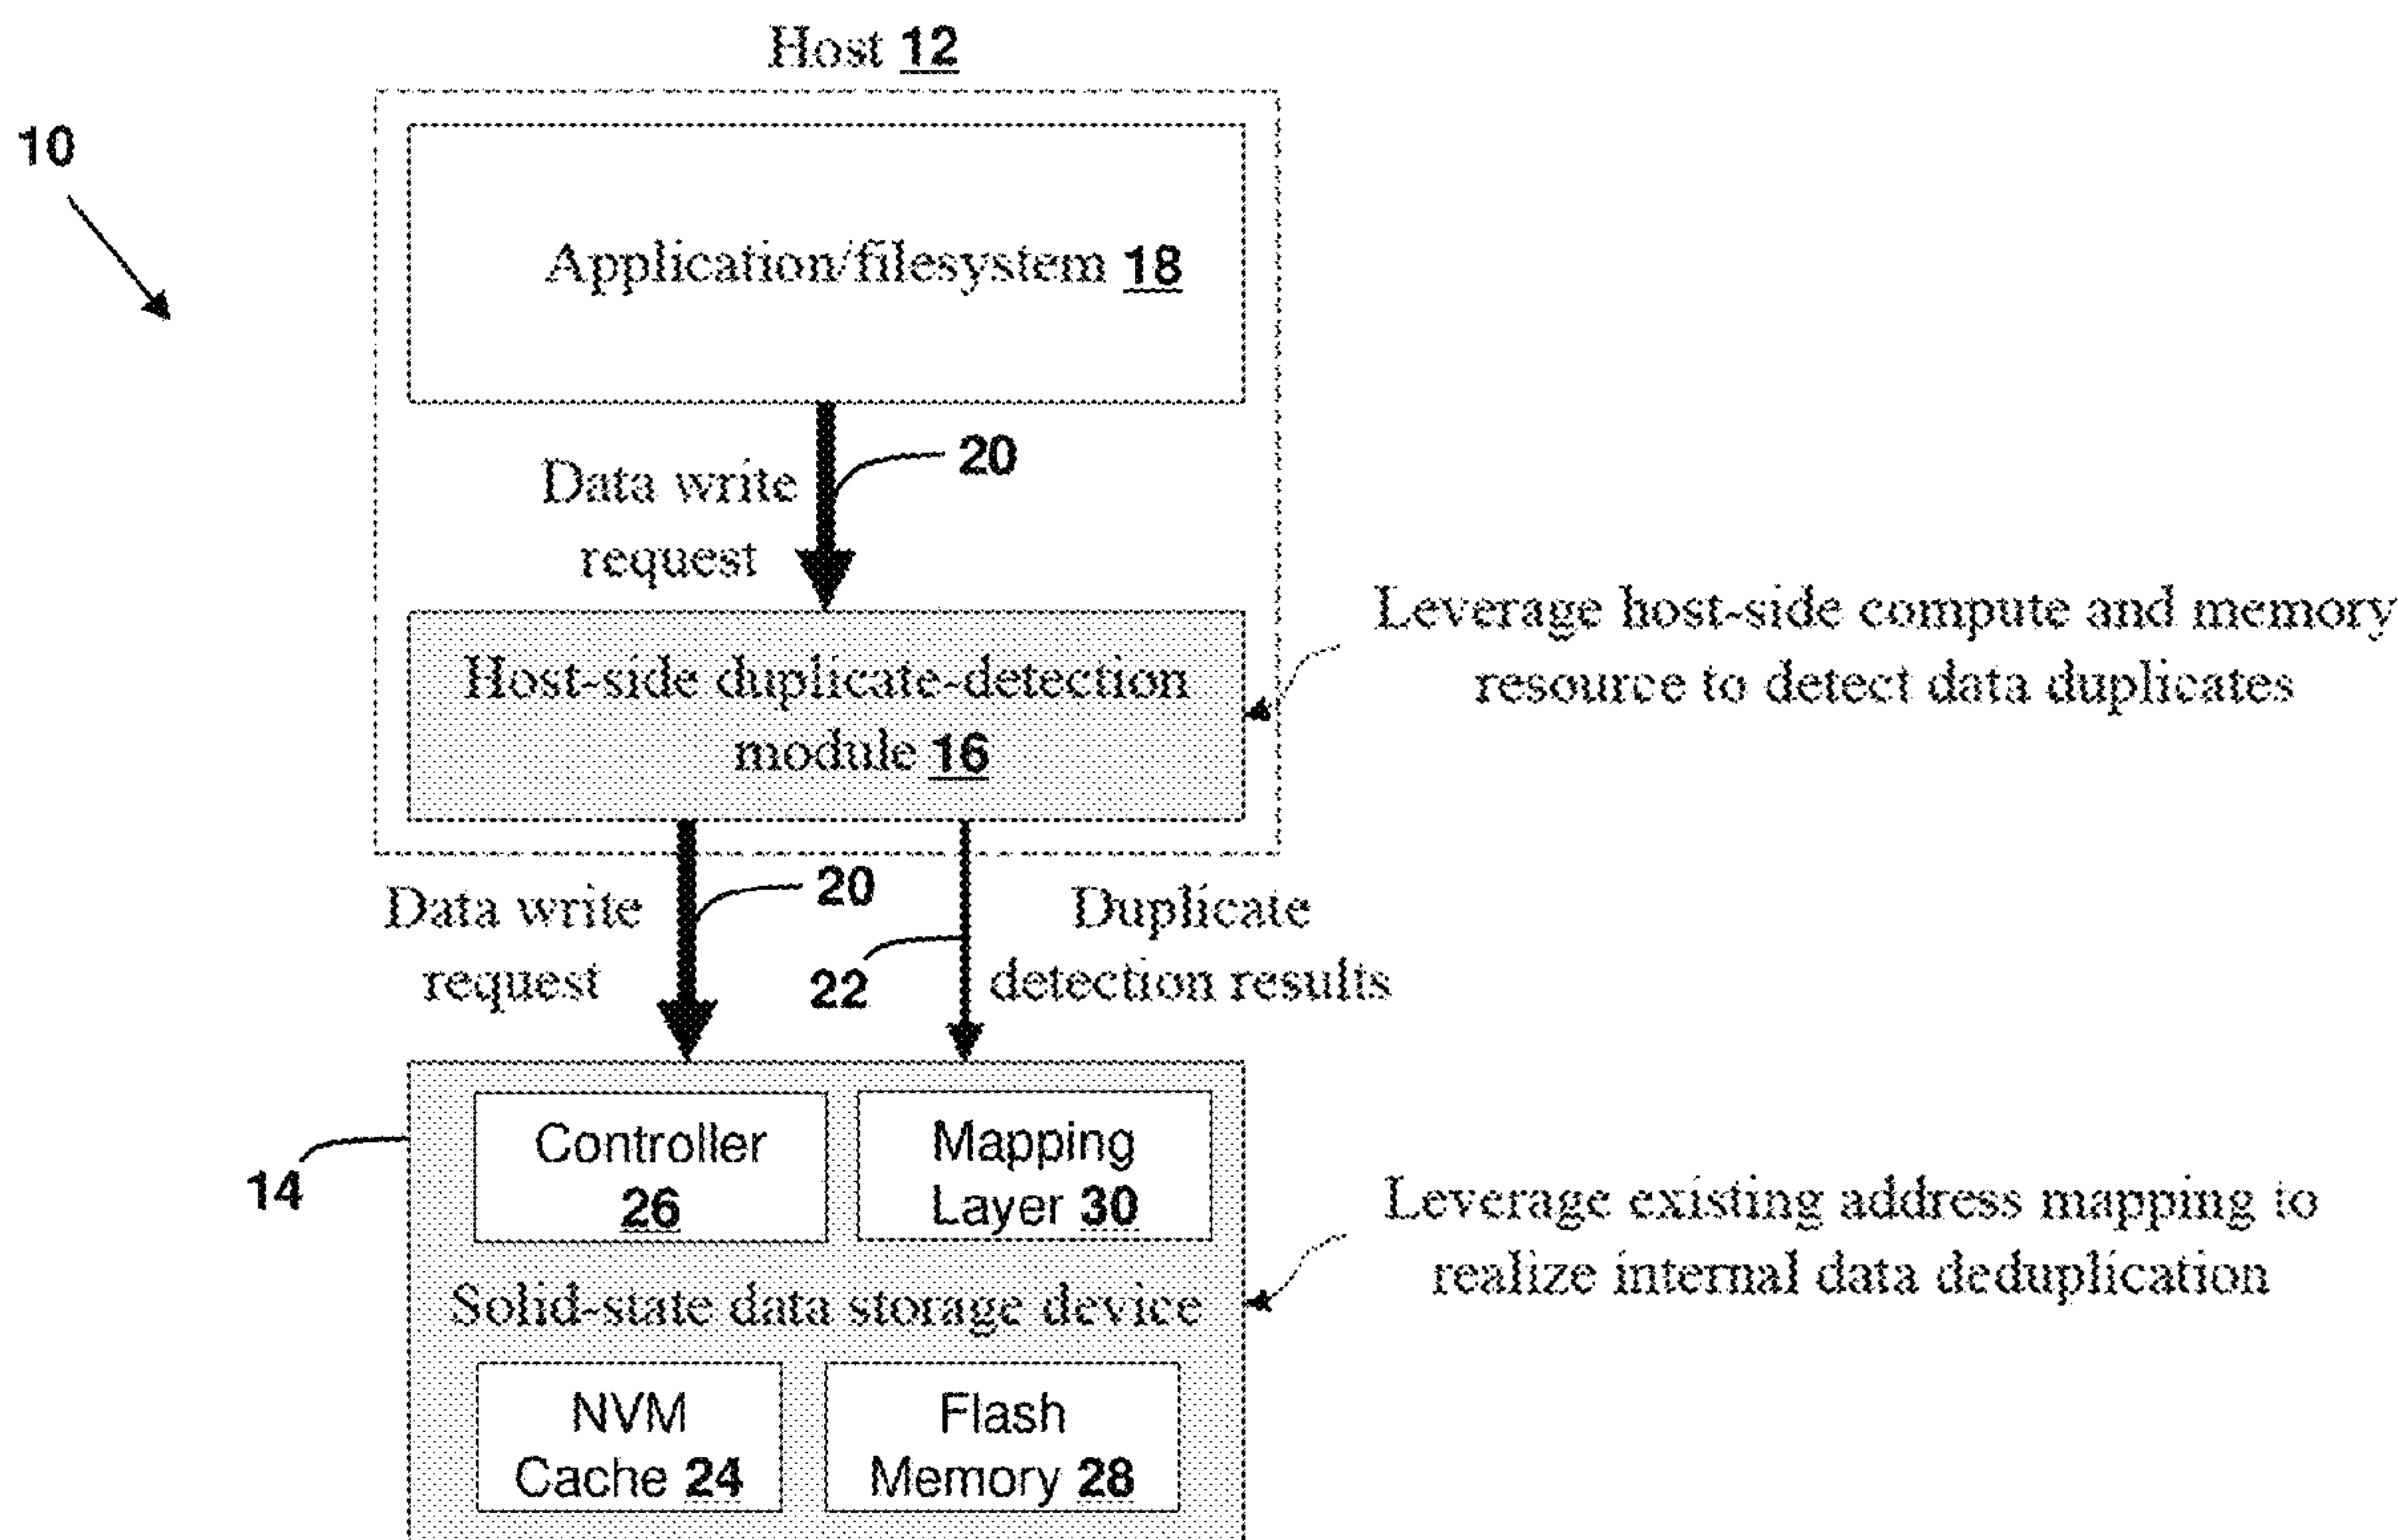 Host 12
10
Application/filesystem 18
20
Data write
request
Leverage host-side compute and memory
resource to detect data duplicates
Host-side duplicate-detection
module 16
20
Data write
request
22
Duplicate
detection results
14
Controller
26
Mapping
Layer 30
Leverage existing address mapping to
realize internal data deduplication
Solid-state data storage device
NVM
Cache 24
Flash
Memory 28